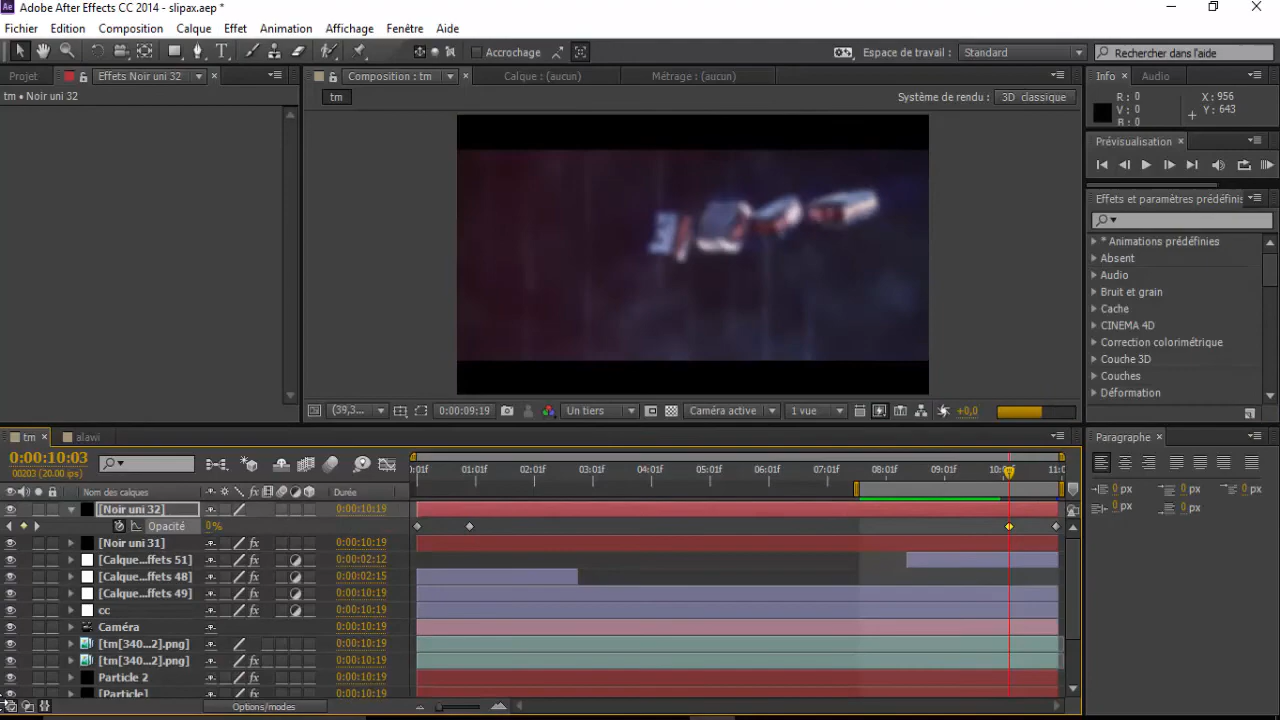 Adobe After Effects CC 2014 - slipax.aep *
Fichier Edition Composition Calque Effet Animation Affichage Fenêtre Aide
Accrochage Espace de travail : Standard Rechercher dans l'aide
Projet Effets Noir uni 32 Composition : tm Calque : (aucun) Métrage : (aucun) Info Audio
tm • Noir uni 32
tm Système de rendu : 3D classique
R : 0 X : 956
V : 0 Y : 643
B : 0
Prévisualisation
Effets et paramètres prédéfinis
* Animations prédéfinies
Absent
Audio
Bruit et grain
Cache
CINEMA 4D
Correction colorimétrique
Couche 3D
Couches
Déformation
(39,3... 0:00:09:19 Un tiers Caméra active 1 vue +0,0
tm alawi Paragraphe
0:00:10:03
00203 (20.00 ips)
:0:01f 01:01f 02:01f 03:01f 04:01f 05:01f 06:01f 07:01f 08:01f 09:01f 10:0 11:0
Nom des calques Durée
[Noir uni 32] 0:00:10:19
Opacité 0 %
Noir uni 31 0:00:10:19
[Calque...ffets 51] 0:00:02:12
[Calque...ffets 48] 0:00:02:15
[Calque...ffets 49] 0:00:10:19
cc 0:00:10:19
Caméra 0:00:10:19
[tm[340...2].png] 0:00:10:19
[tm[340...2].png] 0:00:10:19
Particle 2 0:00:10:19
[Particle] 0:00:10:19
0 px 0 px 0 px
0 px 0 px
Options/modes